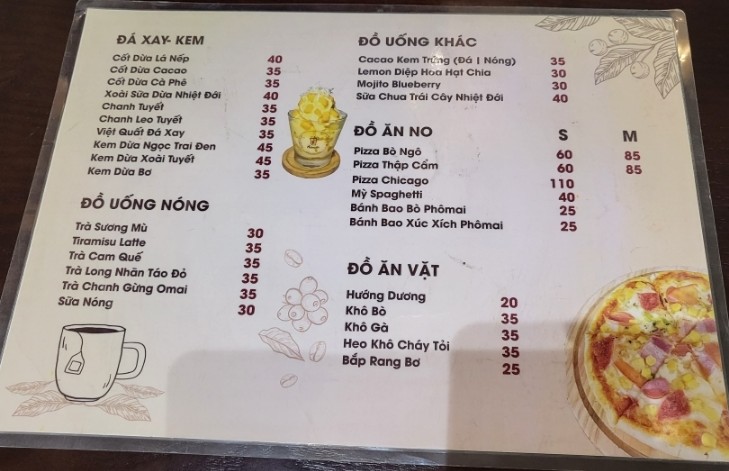 ĐÁ XAY- KEM
Cốt Dừa Lá Nếp 40
Cốt Dừa Cacao 35
Cốt Dừa Cà Phê 35
Xoài Sữa Dừa Nhiệt Đới 40
Chanh Tuyết 35
Chanh Leo Tuyết 35
Việt Quất Đá Xay 35
Kem Dừa Ngọc Trai Đen 45
Kem Dừa Xoài Tuyết 45
Kem Dừa Bơ 35
ĐỒ UỐNG NÓNG
Trà Sương Mù 30
Tiramisu Latte 35
Trà Cam Quế 35
Trà Long Nhãn Táo Đỏ 35
Trà Chanh Gừng Omai 35
Sữa Nóng 30
ĐỒ UỐNG KHÁC
Cacao Kem Trứng (Đá | Nóng) 35
Lemon Diệp Hoa Hạt Chia 30
Mojito Blueberry 30
Sữa Chua Trái Cây Nhiệt Đới 40
ĐỒ ĂN NO S M
Pizza Bò Ngô 60 85
Pizza Thập Cẩm 60 85
Pizza Chicago 110
Mỳ Spaghetti 40
Bánh Bao Bò Phômai 25
Bánh Bao Xúc Xích Phômai 25
ĐỒ ĂN VẶT
Hướng Dương 20
Khô Bò 35
Khô Gà 35
Heo Khô Cháy Tỏi 35
Bắp Rang Bơ 25